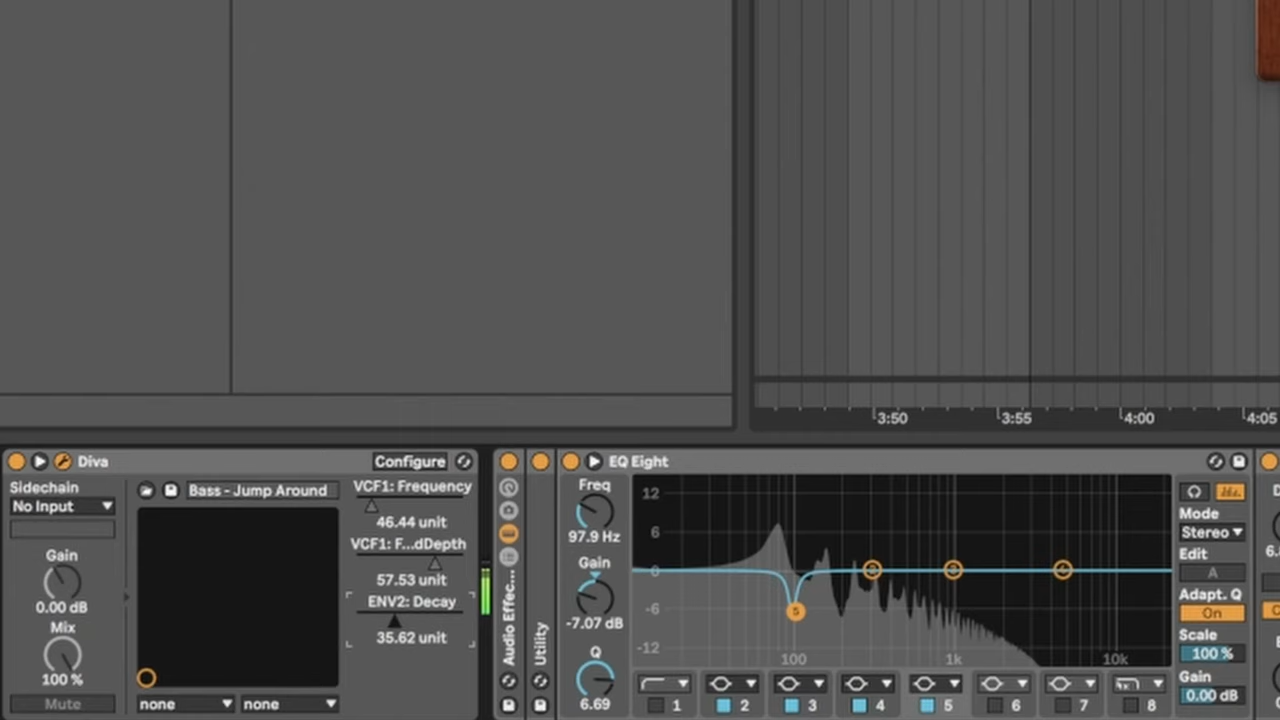 3:50
3:55
4:00
4:05
Diva
Configure
Sidechain
No Input
Bass - Jump Around
Gain
0.00 dB
Mix
100 %
Mute
none
none
VCF1: Frequency
46.44 unit
VCF1: F...dDepth
57.53 unit
ENV2: Decay
35.62 unit
Audio Effec...
Utility
EQ Eight
Freq
97.9 Hz
Gain
-7.07 dB
Q
6.69
12
6
0
-6
-12
100
1k
10k
2
3
4
5
1
2
3
4
5
6
7
8
Mode
Stereo
Edit
A
Adapt. Q
On
Scale
100 %
Gain
0.00 dB